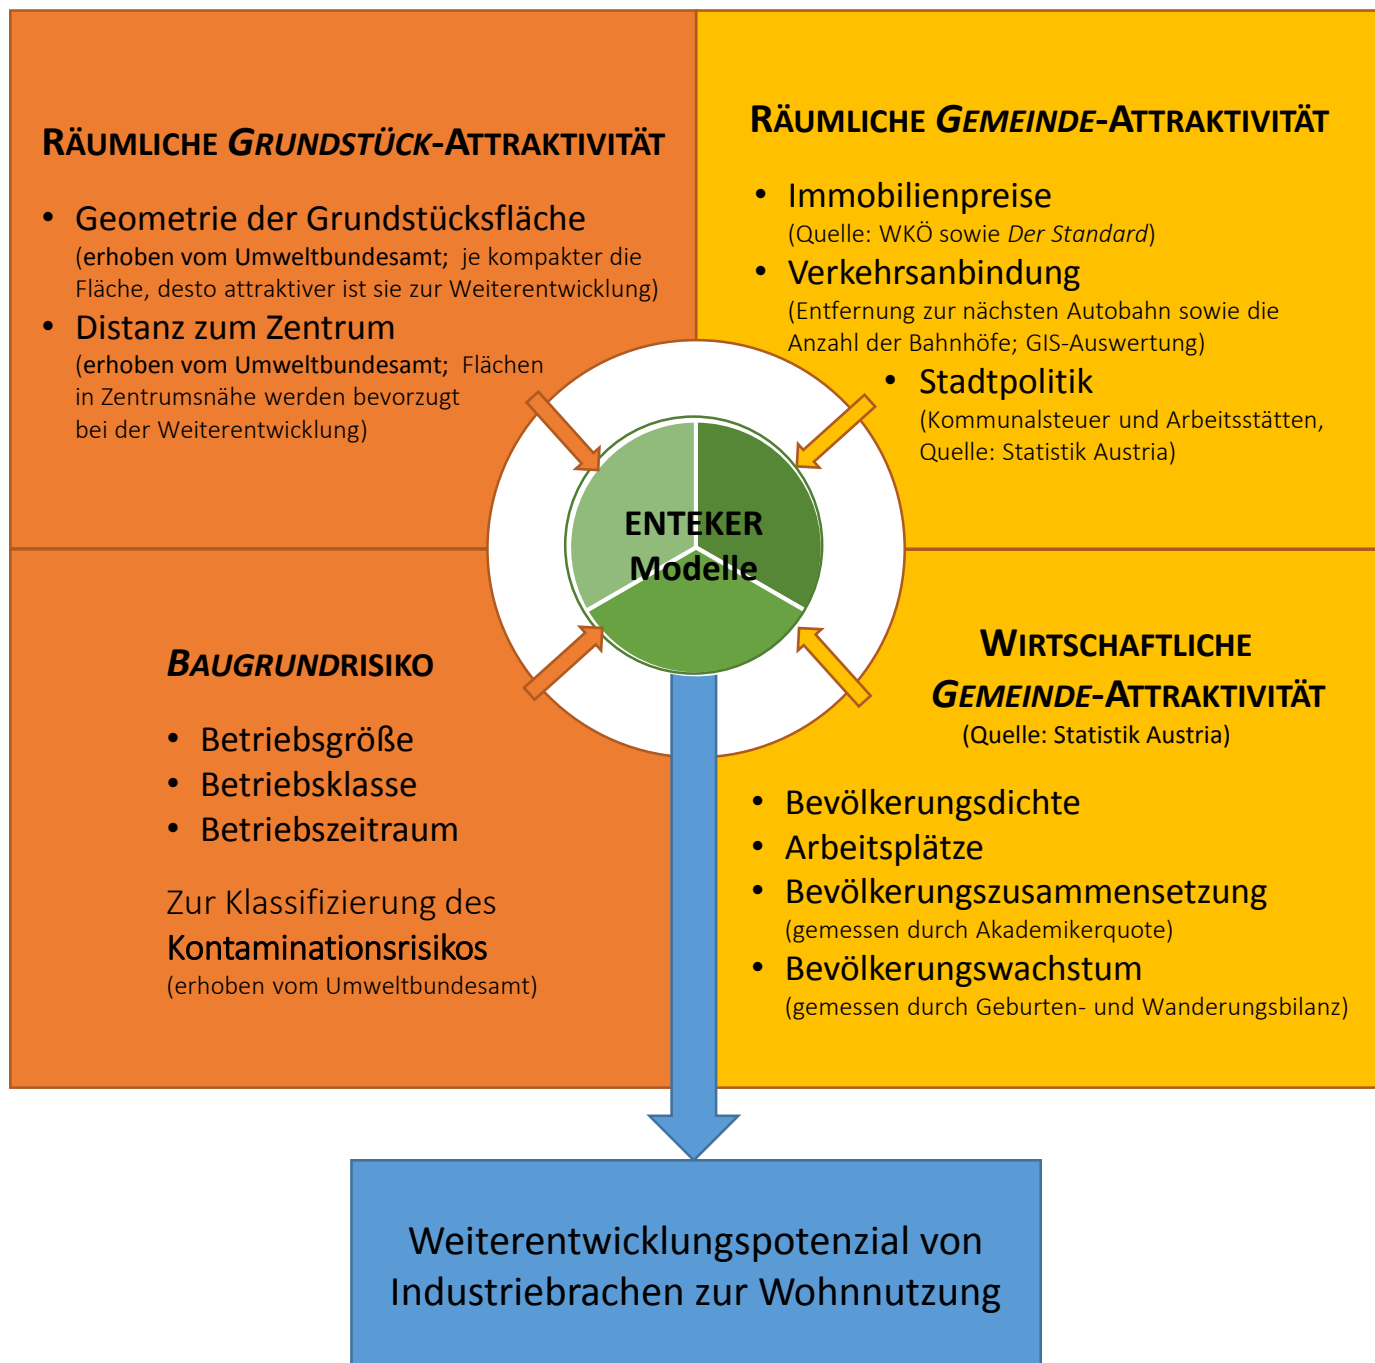 RÄUMLICHE GRUNDSTÜCK-ATTRAKTIVITÄT
• Geometrie der Grundstücksfläche
(erhoben vom Umweltbundesamt; je kompakter die
Fläche, desto attraktiver ist sie zur Weiterentwicklung)
• Distanz zum Zentrum
(erhoben vom Umweltbundesamt; Flächen
in Zentrumsnähe werden bevorzugt
bei der Weiterentwicklung)
RÄUMLICHE GEMEINDE-ATTRAKTIVITÄT
• Immobilienpreise
(Quelle: WKÖ sowie Der Standard)
• Verkehrsanbindung
(Entfernung zur nächsten Autobahn sowie die
Anzahl der Bahnhöfe; GIS-Auswertung)
• Stadtpolitik
(Kommunalsteuer und Arbeitsstätten,
Quelle: Statistik Austria)
ENTEKER
Modelle
BAUGRUNDRISIKO
• Betriebsgröße
• Betriebsklasse
• Betriebszeitraum
Zur Klassifizierung des
Kontaminationsrisikos
(erhoben vom Umweltbundesamt)
WIRTSCHAFTLICHE
GEMEINDE-ATTRAKTIVITÄT
(Quelle: Statistik Austria)
• Bevölkerungsdichte
• Arbeitsplätze
• Bevölkerungszusammensetzung
(gemessen durch Akademikerquote)
• Bevölkerungswachstum
(gemessen durch Geburten- und Wanderungsbilanz)
Weiterentwicklungspotenzial von
Industriebrachen zur Wohnnutzung